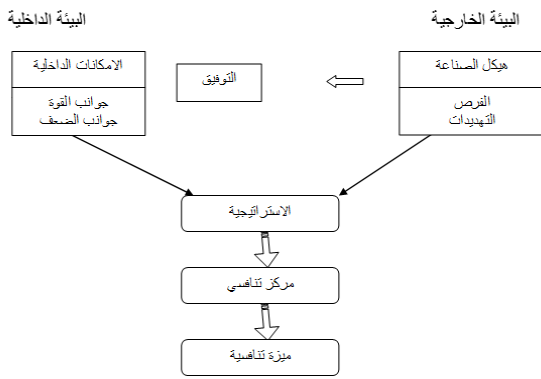 البيئة الخارجية
البيئة الداخلية
هيكل الصناعة
الفرص
التهديدات
التوفيق
الامكانات الداخلية
جوانب القوة
جوانب الضعف
الاستراتيجية
مركز تنافسي
ميزة تنافسية